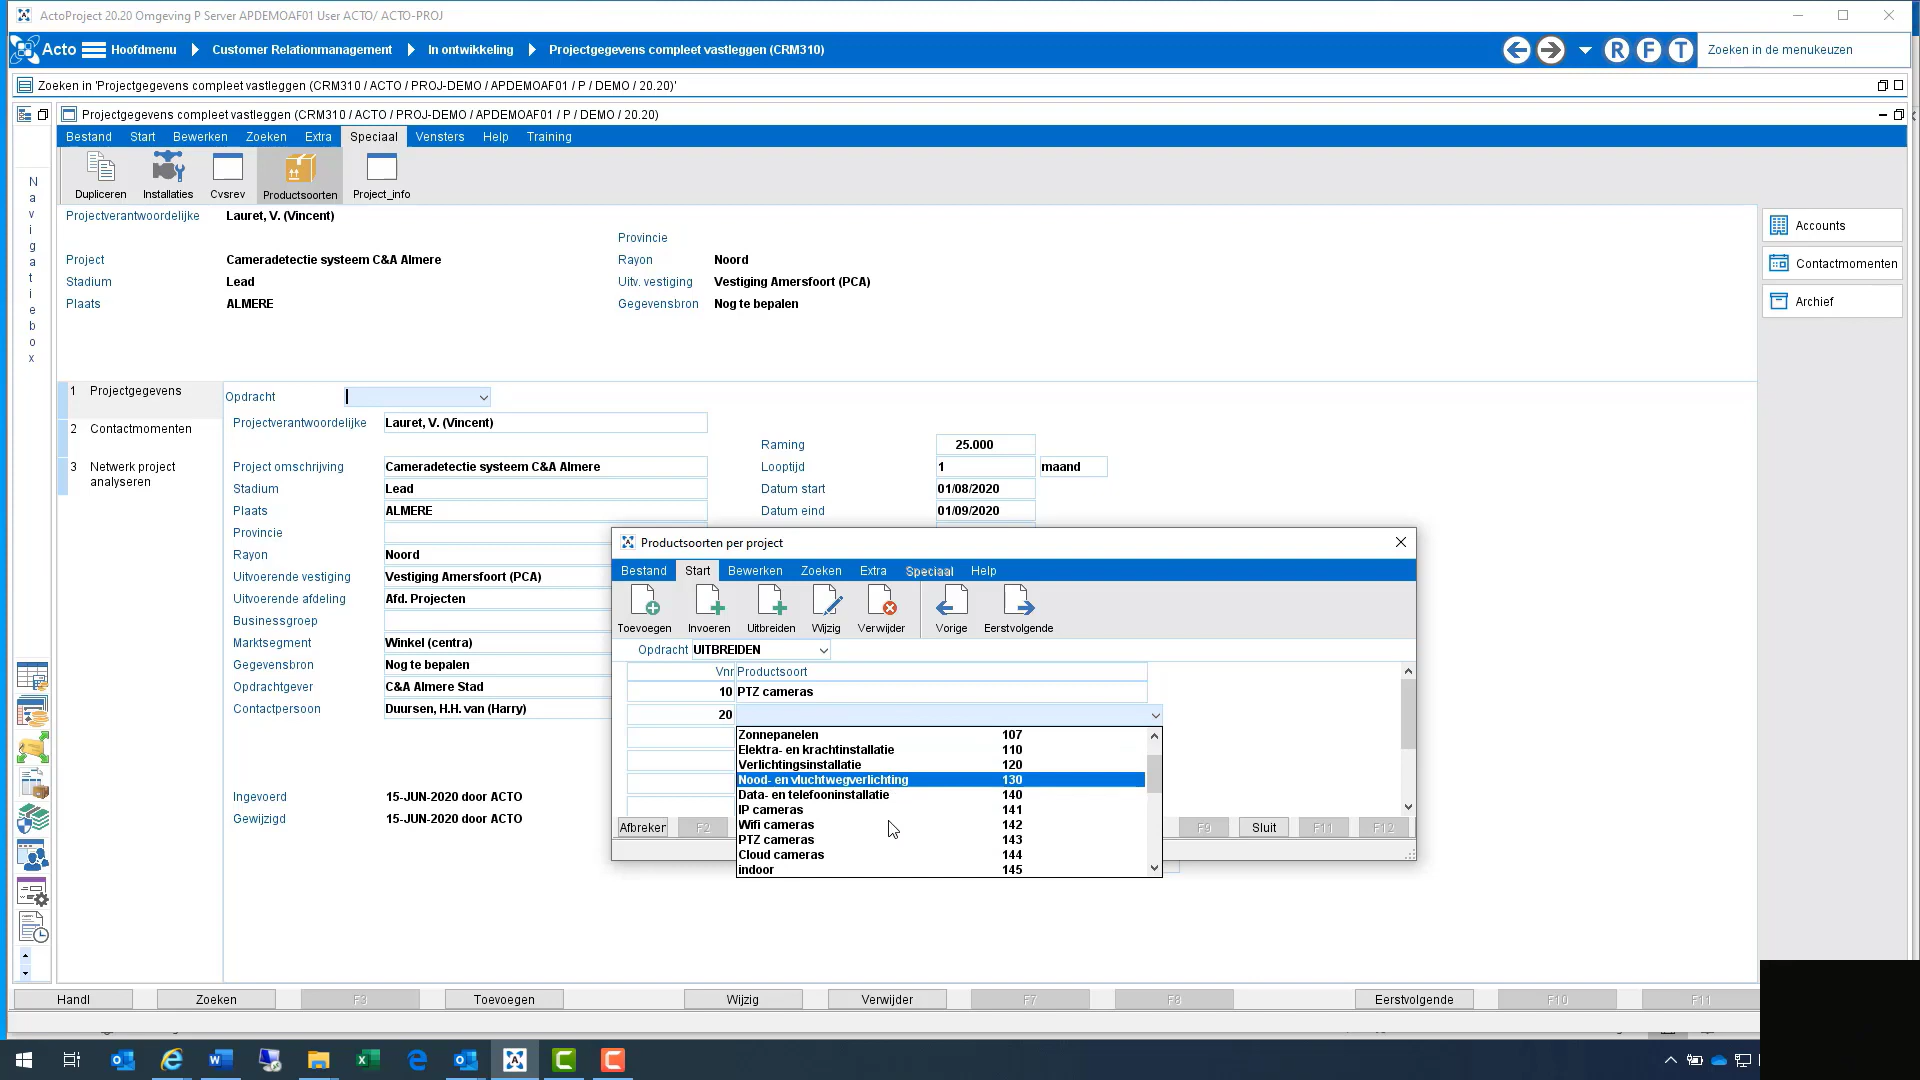 ActoProject 20.20 Omgeving P Server APDEMOAF01 User ACTO/ ACTO-PROJ
Acto Hoofdmenu Customer Relationmanagement In ontwikkeling Projectgegevens compleet vastleggen (CRM310) R F T Zoeken in de menukeuzen
Zoeken in 'Projectgegevens compleet vastleggen (CRM310 / ACTO / PROJ-DEMO / APDEMOAF01 / P / DEMO / 20.20)'
Projectgegevens compleet vastleggen (CRM310 / ACTO / PROJ-DEMO / APDEMOAF01 / P / DEMO / 20.20)
Bestand Start Bewerken Zoeken Extra Speciaal Vensters Help Training
Dupliceren Installaties Cvsrev Productsoorten Project_info
Navigatiebox
Projectverantwoordelijke Lauret, V. (Vincent)
Provincie
Project Cameradetectie systeem C&A Almere Rayon Noord
Stadium Lead Uitv. vestiging Vestiging Amersfoort (PCA)
Plaats ALMERE Gegevensbron Nog te bepalen
Accounts
Contactmomenten
Archief
1 Projectgegevens
2 Contactmomenten
3 Netwerk project
analyseren
Opdracht
Projectverantwoordelijke Lauret, V. (Vincent)
Raming 25.000
Project omschrijving Cameradetectie systeem C&A Almere Looptijd 1 maand
Stadium Lead Datum start 01/08/2020
Plaats ALMERE Datum eind 01/09/2020
Provincie
Rayon Noord
Uitvoerende vestiging Vestiging Amersfoort (PCA)
Uitvoerende afdeling Afd. Projecten
Businessgroep
Marktsegment Winkel (centra)
Gegevensbron Nog te bepalen
Opdrachtgever C&A Almere Stad
Contactpersoon Duursen, H.H. van (Harry)
Ingevoerd 15-JUN-2020 door ACTO
Gewijzigd 15-JUN-2020 door ACTO
Productsoorten per project
Bestand Start Bewerken Zoeken Extra Speciaal Help
Toevoegen Invoeren Uitbreiden Wijzig Verwijder Vorige Eerstvolgende
Opdracht UITBREIDEN
Vnr Productsoort
10 PTZ cameras
20
Zonnepanelen 107
Elektra- en krachtinstallatie 110
Verlichtingsinstallatie 120
Nood- en vluchtwegverlichting 130
Data- en telefooninstallatie 140
IP cameras 141
Wifi cameras 142
PTZ cameras 143
Cloud cameras 144
indoor 145
Afbreken F2 F9 Sluit F11 F12
Handl Zoeken F3 Toevoegen Wijzig Verwijder F7 F8 Eerstvolgende F10 F11